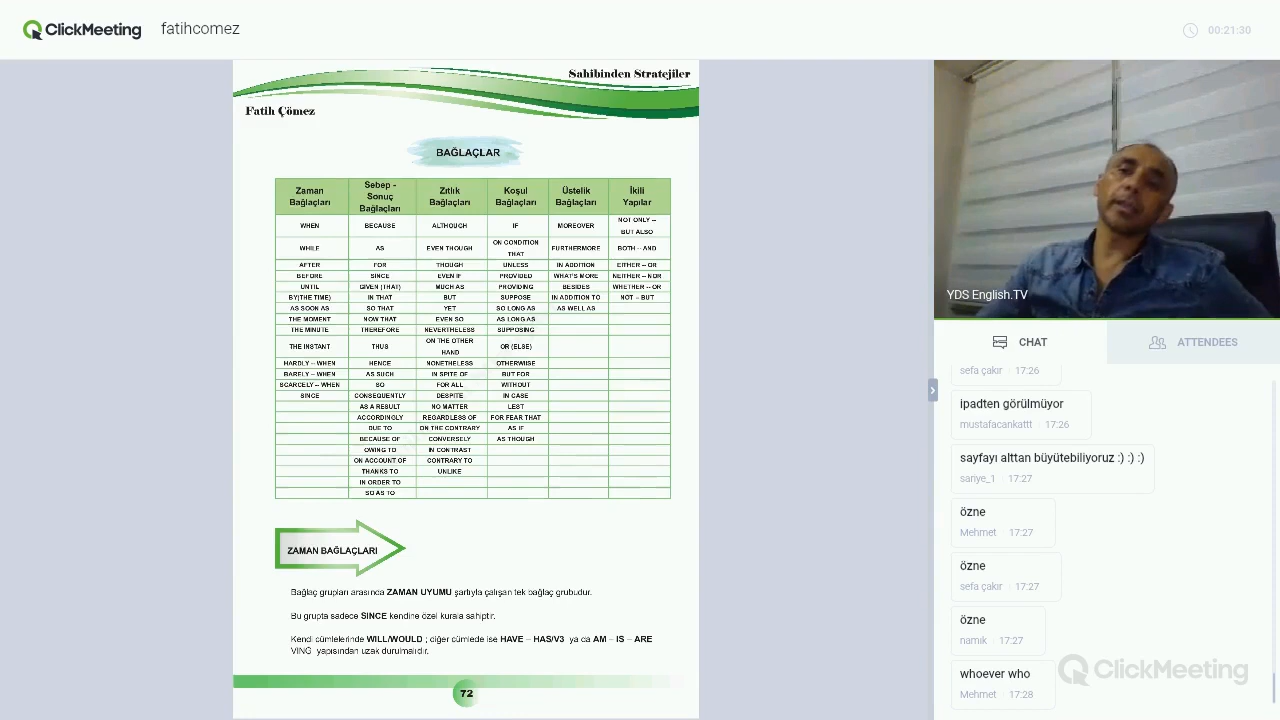 ClickMeeting
fatihcomez
00:21:30
Sahibinden Stratejiler
Fatih Çömez
BAĞLAÇLAR
Zaman Bağlaçları
Sebep - Sonuç Bağlaçları
Zıtlık Bağlaçları
Koşul Bağlaçları
Üstelik Bağlaçları
İkili Yapılar
WHEN BECAUSE ALTHOUGH IF MOREOVER NOT ONLY -- BUT ALSO
WHILE AS EVEN THOUGH ON CONDITION THAT FURTHERMORE BOTH -- AND
AFTER FOR THOUGH UNLESS IN ADDITION EITHER -- OR
BEFORE SINCE EVEN IF PROVIDED WHAT'S MORE NEITHER -- NOR
UNTIL GIVEN (THAT) MUCH AS PROVIDING BESIDES WHETHER -- OR
BY(THE TIME) IN THAT BUT SUPPOSE IN ADDITION TO NOT -- BUT
AS SOON AS SO THAT YET SO LONG AS AS WELL AS
THE MOMENT NOW THAT EVEN SO AS LONG AS
THE MINUTE THEREFORE NEVERTHELESS SUPPOSING
THE INSTANT THUS ON THE OTHER HAND OR (ELSE)
HARDLY -- WHEN HENCE NONETHELESS OTHERWIISE
BARELY -- WHEN AS SUCH IN SPITE OF BUT FOR
SCARCELY -- WHEN SO FOR ALL WITHOUT
SINCE CONSEQUENTLY DESPITE IN CASE
AS A RESULT NO MATTER LEST
ACCORDINGLY REGARDLESS OF FOR FEAR THAT
DUE TO ON THE CONTRARY AS IF
BECAUSE OF CONVERSELY AS THOUGH
OWING TO IN CONTRAST
ON ACCOUNT OF CONTRARY TO
THANKS TO UNLIKE
IN ORDER TO
SO AS TO
ZAMAN BAĞLAÇLARI
Bağlaç grupları arasında ZAMAN UYUMU şartıyla çalışan tek bağlaç grubudur.
Bu grupta sadece SINCE kendine özel kurala sahiptir.
Kendi cümlelerinde WILL/WOULD ; diğer cümlede ise HAVE – HAS/V3 ya da AM – IS – ARE
VING yapısından uzak durulmalıdır.
72
YDS English.TV
CHAT
ATTENDEES
sefa çakır 17:26
ipadten görülmüyor
mustafacankattt 17:26
sayfayı alttan büyütebiliyoruz :) :) :)
sariye_1 17:27
özne
Mehmet 17:27
özne
sefa çakır 17:27
özne
namık 17:27
whoever who
Mehmet 17:28
ClickMeeting